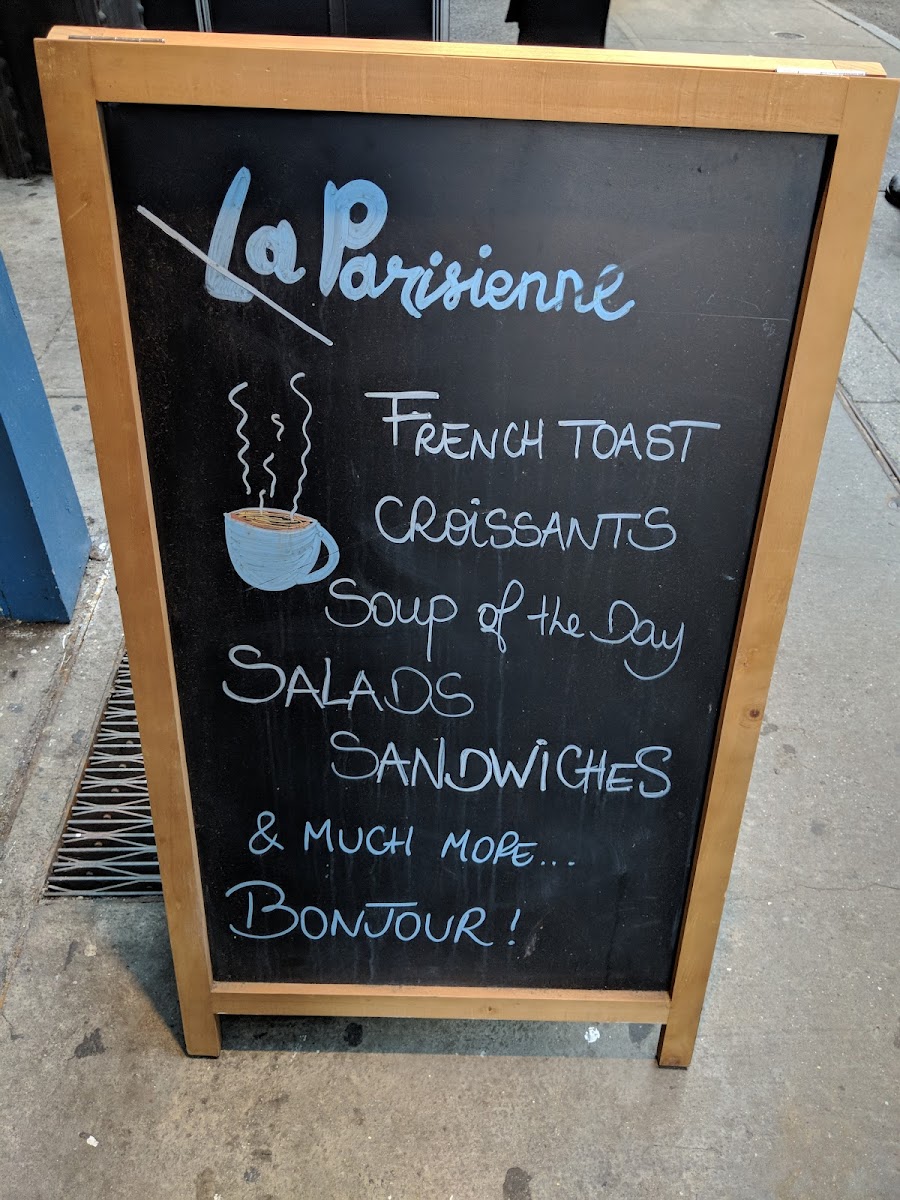 La Parisienne
FRENCH TOAST
CROiSSANTS
Soup of the Day
SALADS
SANDWiCHES
& MUCH MORE...
BONJOUR!